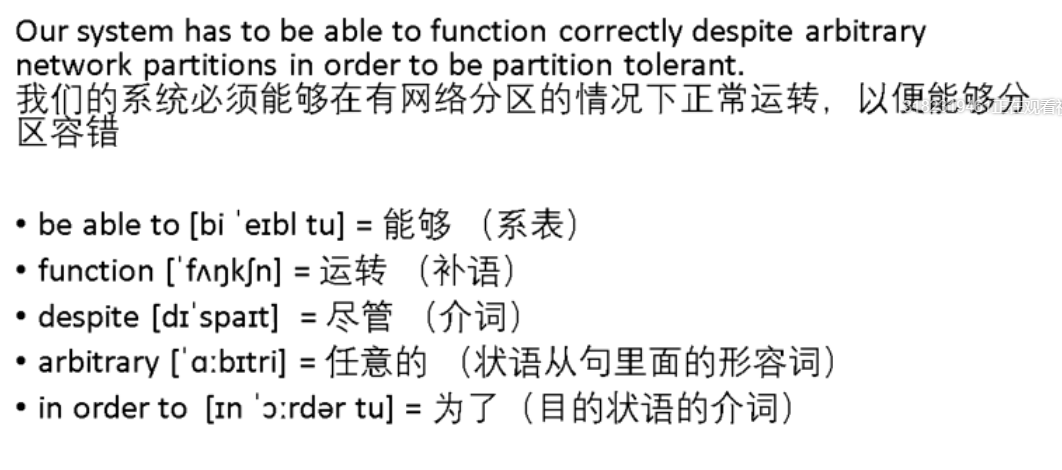 Our system has to be able to function correctly despite arbitrary
network partitions in order to be partition tolerant.
我们的系统必须能够在有网络分区的情况下正常运转，以便能够分
区容错
• be able to [bi ˈeɪbl tu] = 能够 （系表）
• function [ˈfʌŋkʃn] = 运转 （补语）
• despite [dɪˈspaɪt] = 尽管 （介词）
• arbitrary [ˈɑːbɪtri] = 任意的 （状语从句里面的形容词）
• in order to [ɪn ˈɔːrdər tu] = 为了（目的状语的介词）